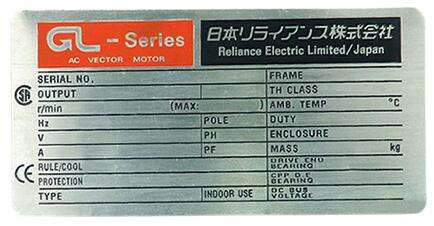 GL - Series
AC VECTOR MOTOR
日本リライアンス株式会社
Reliance Electric Limited/Japan
SERIAL NO. FRAME
OUTPUT TH CLASS
r/min (MAX: ) AMB. TEMP °C
Hz POLE DUTY
V PH ENCLOSURE
A PF MASS kg
RULE/COOL DRIVE END BEARING
PROTECTION OPP D.E BEARING
TYPE INDOOR USE DC BUS VOLTAGE
CE